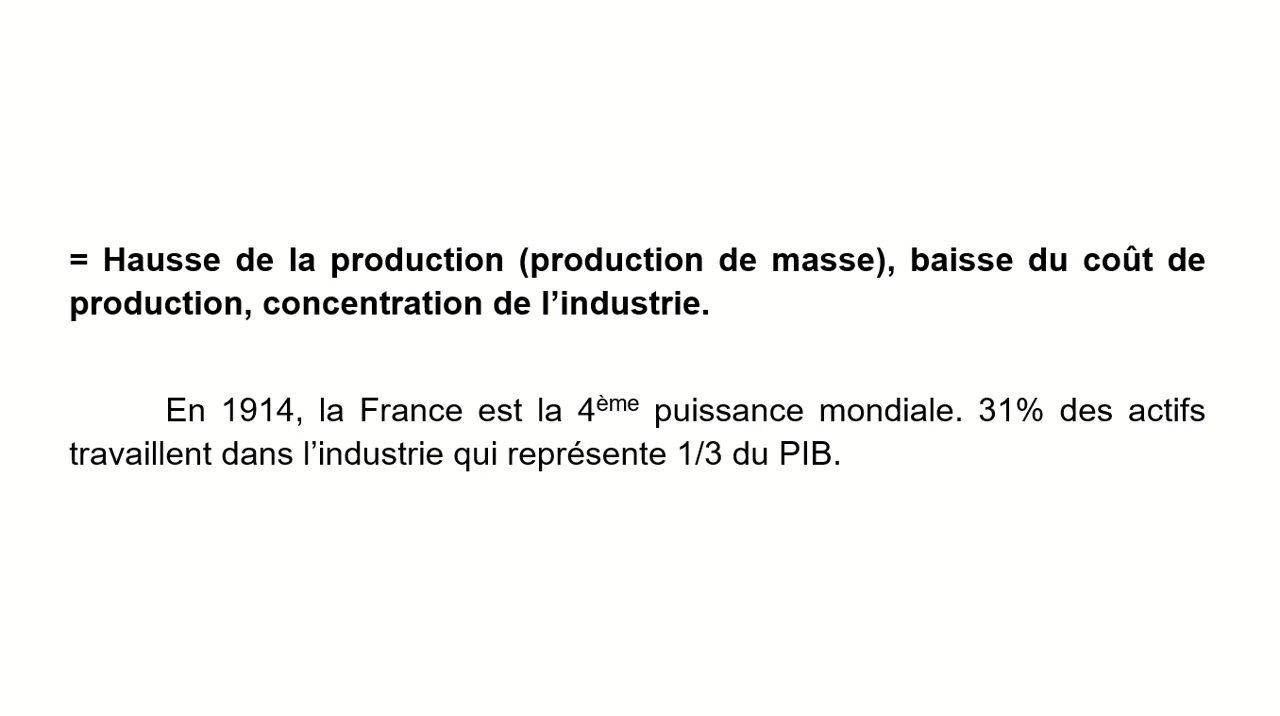 = Hausse de la production (production de masse), baisse du coût de
production, concentration de l’industrie.
En 1914, la France est la 4ème puissance mondiale. 31% des actifs
travaillent dans l’industrie qui représente 1/3 du PIB.